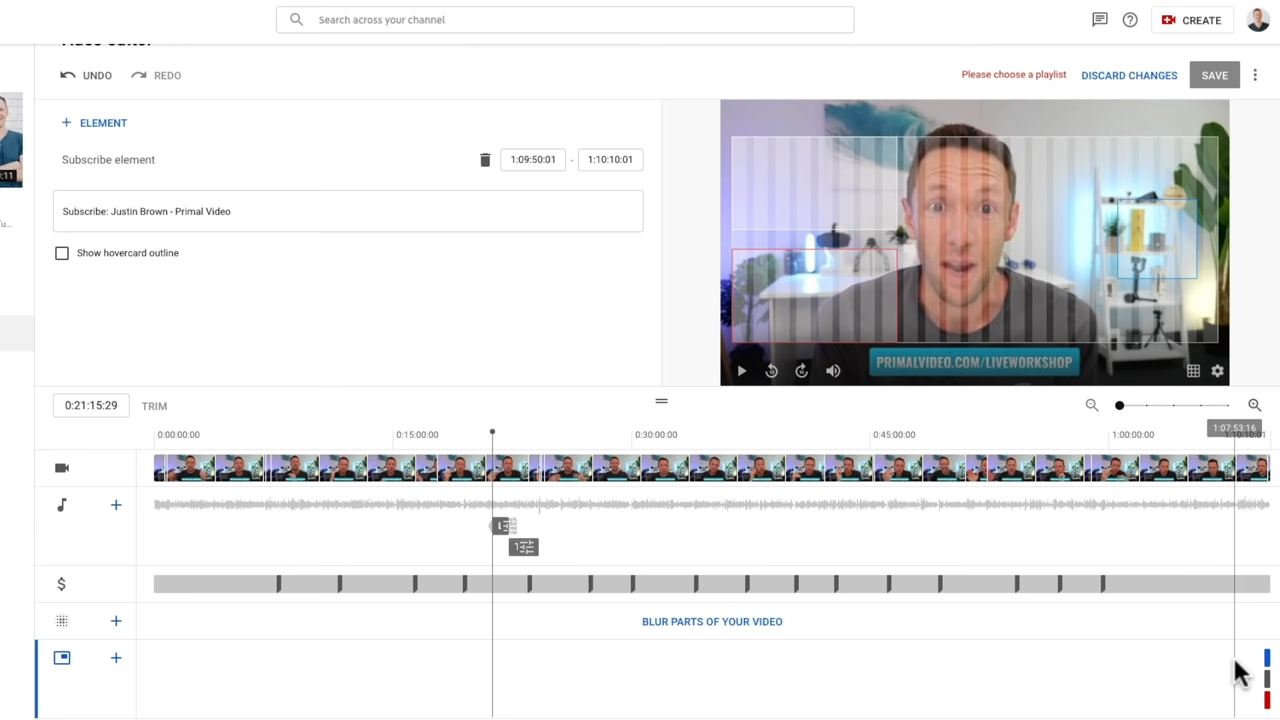 Search across your channel
CREATE
UNDO
REDO
Please choose a playlist
DISCARD CHANGES
SAVE
ELEMENT
Subscribe element
1:09:50:01 - 1:10:10:01
Subscribe: Justin Brown - Primal Video
Show hovercard outline
PRIMALVIDEO.COM/LIVEWORKSHOP
0:21:15:29
TRIM
1:07:53:16
0:00:00:00
0:15:00:00
0:30:00:00
0:45:00:00
1:00:00:00
BLUR PARTS OF YOUR VIDEO